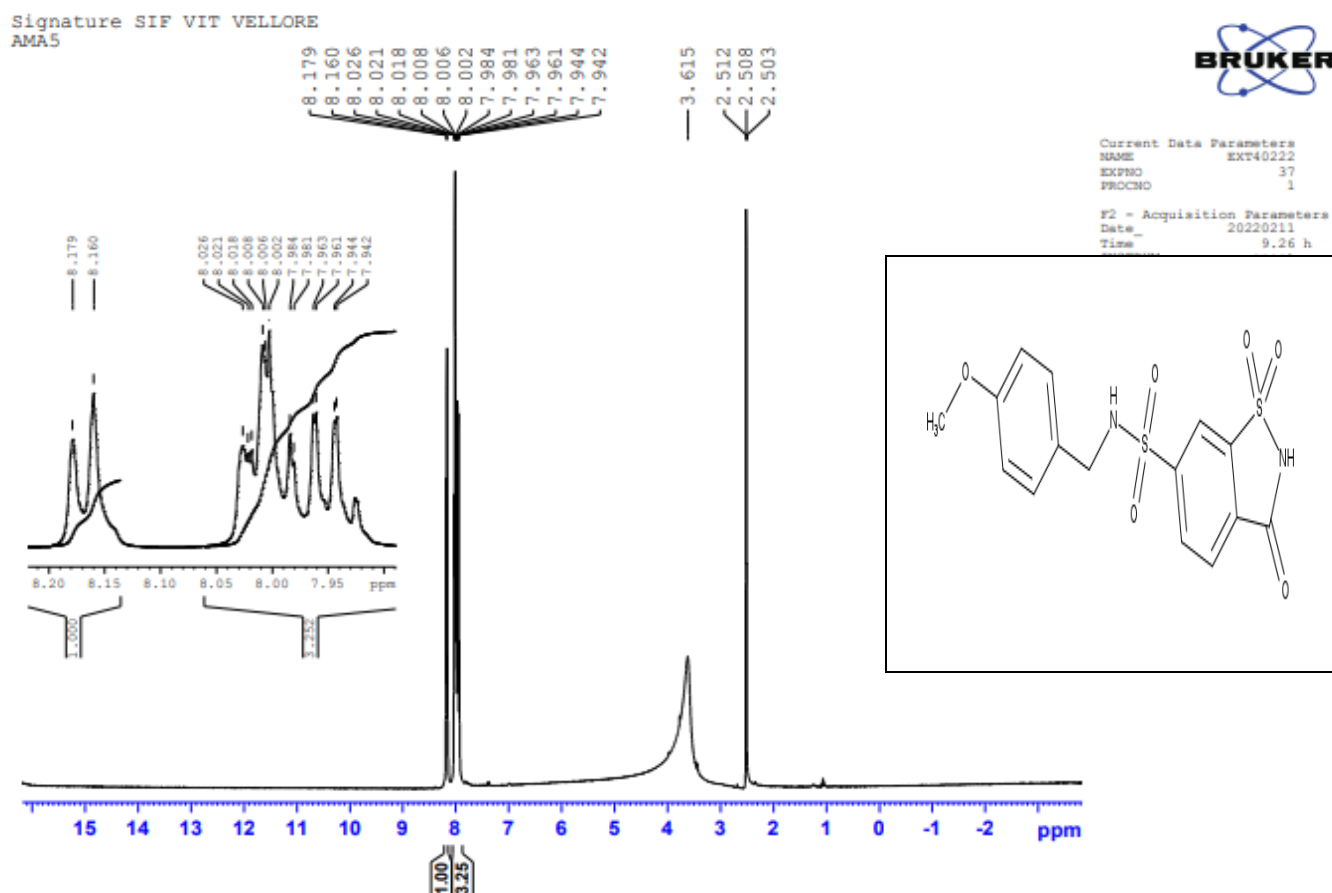 Signature SIF VIT VELLORE
AMA5
8.179
8.160
8.026
8.021
8.018
8.008
8.006
8.002
7.984
7.981
7.963
7.961
7.944
7.942
3.615
2.512
2.508
2.503
BRUKER
Current Data Parameters
NAME EXT40222
EXPNO 37
PROCNO 1
F2 - Acquisition Parameters
Date_ 20220211
Time 9.26 h
8.179
8.160
8.026
8.021
8.018
8.008
8.006
8.002
7.984
7.981
7.963
7.961
7.944
7.942
8.20 8.15 8.10 8.05 8.00 7.95 ppm
1.000
3.252
O O
O
H
O N S S
H3C NH
O
O
15 14 13 12 11 10 9 8 7 6 5 4 3 2 1 0 -1 -2 ppm
1.00
3.25